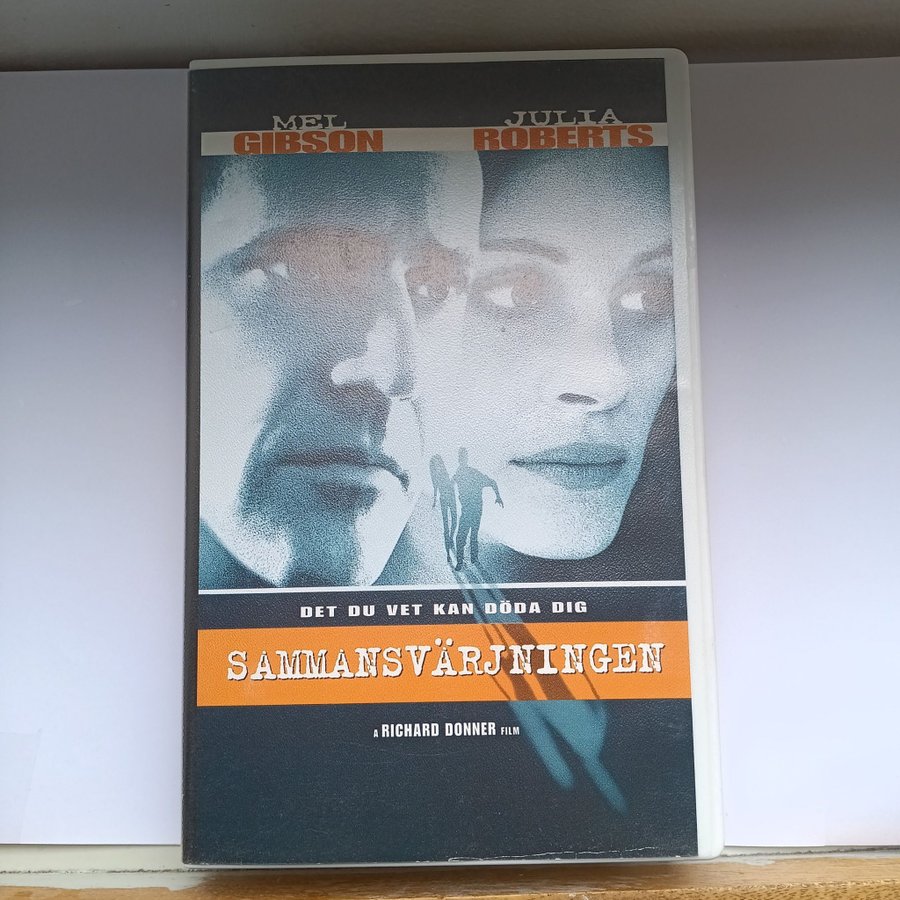 MEL
GIBSON
JULIA
ROBERTS
DET DU VET KAN DÖDA DIG
SAMMANSVÄRJNINGEN
A RICHARD DONNER FILM